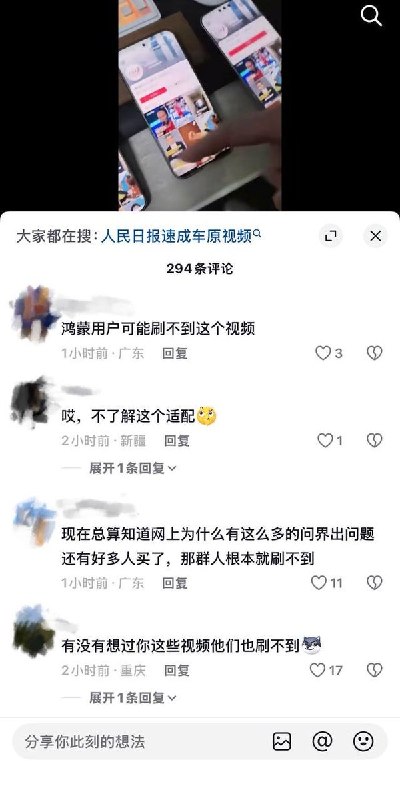 大家都在搜：人民日报速成车原视频
294条评论
鸿蒙用户可能刷不到这个视频
1小时前 · 广东 回复
3
哎，不了解这个适配
2小时前 · 新疆 回复
1
展开1条回复
现在总算知道网上为什么有这么多的问界出问题
还有好多人买了，那群人根本就刷不到
1小时前 · 广东 回复
11
有没有想过你这些视频他们也刷不到
2小时前 · 重庆 回复
17
展开1条回复
分享你此刻的想法
@